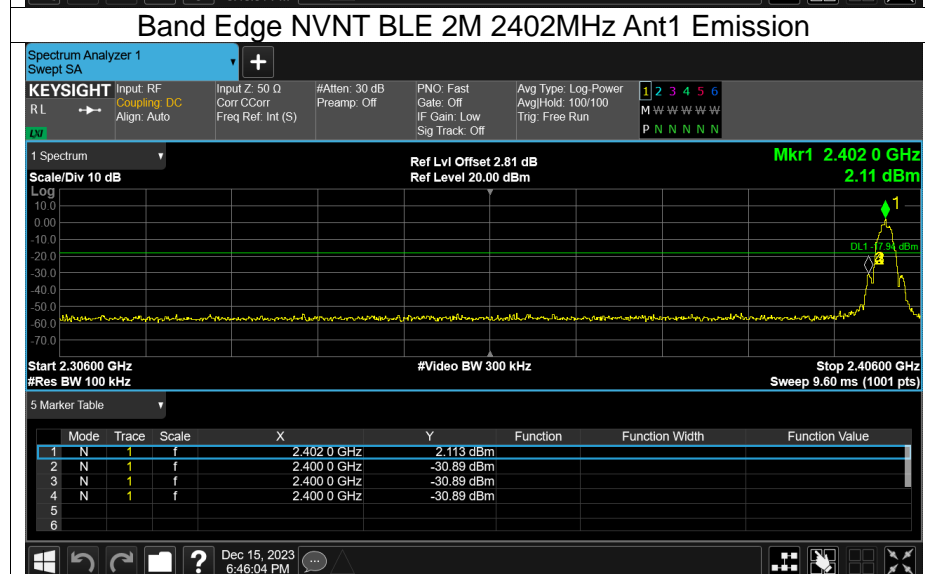 Band Edge NVNT BLE 2M 2402MHz Ant1 Emission
Spectrum Analyzer 1
Swept SA
+
KEYSIGHT Input: RF Input Z: 50 Ω #Atten: 30 dB PNO: Fast Avg Type: Log-Power 1 2 3 4 5 6
RL Coupling: DC Corr CCorr Preamp: Off Gate: Off Avg|Hold: 100/100 M W W W W W
Align: Auto Freq Ref: Int (S) IF Gain: Low Trig: Free Run
LXI Sig Track: Off P N N N N N
1 Spectrum Ref Lvl Offset 2.81 dB Mkr1 2.402 0 GHz
Scale/Div 10 dB Ref Level 20.00 dBm 2.11 dBm
Log
10.0
1
0.00
-10.0
DL1 -17.94 dBm
-20.0
-30.0
-40.0
-50.0
-60.0
-70.0
Start 2.30600 GHz #Video BW 300 kHz Stop 2.40600 GHz
#Res BW 100 kHz Sweep 9.60 ms (1001 pts)
5 Marker Table
Mode Trace Scale X Y Function Function Width Function Value
1 N 1 f 2.402 0 GHz 2.113 dBm
2 N 1 f 2.400 0 GHz -30.89 dBm
3 N 1 f 2.400 0 GHz -30.89 dBm
4 N 1 f 2.400 0 GHz -30.89 dBm
5
6
? Dec 15, 2023
6:46:04 PM